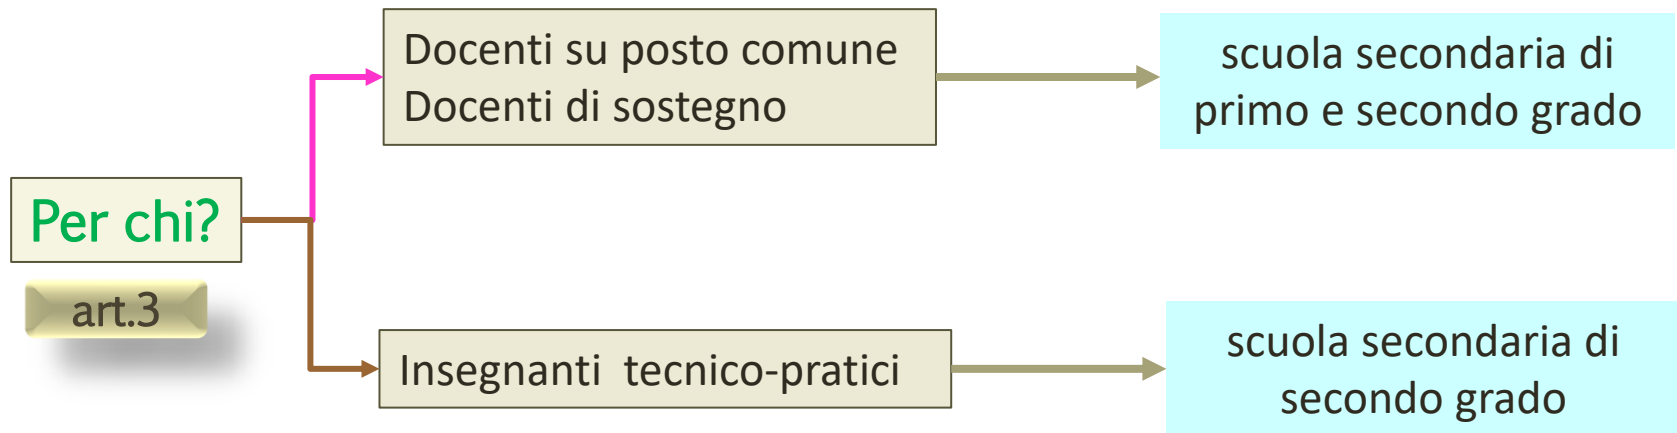 Per chi?
art.3
Docenti su posto comune
Docenti di sostegno
scuola secondaria di
primo e secondo grado
Insegnanti tecnico-pratici
scuola secondaria di
secondo grado